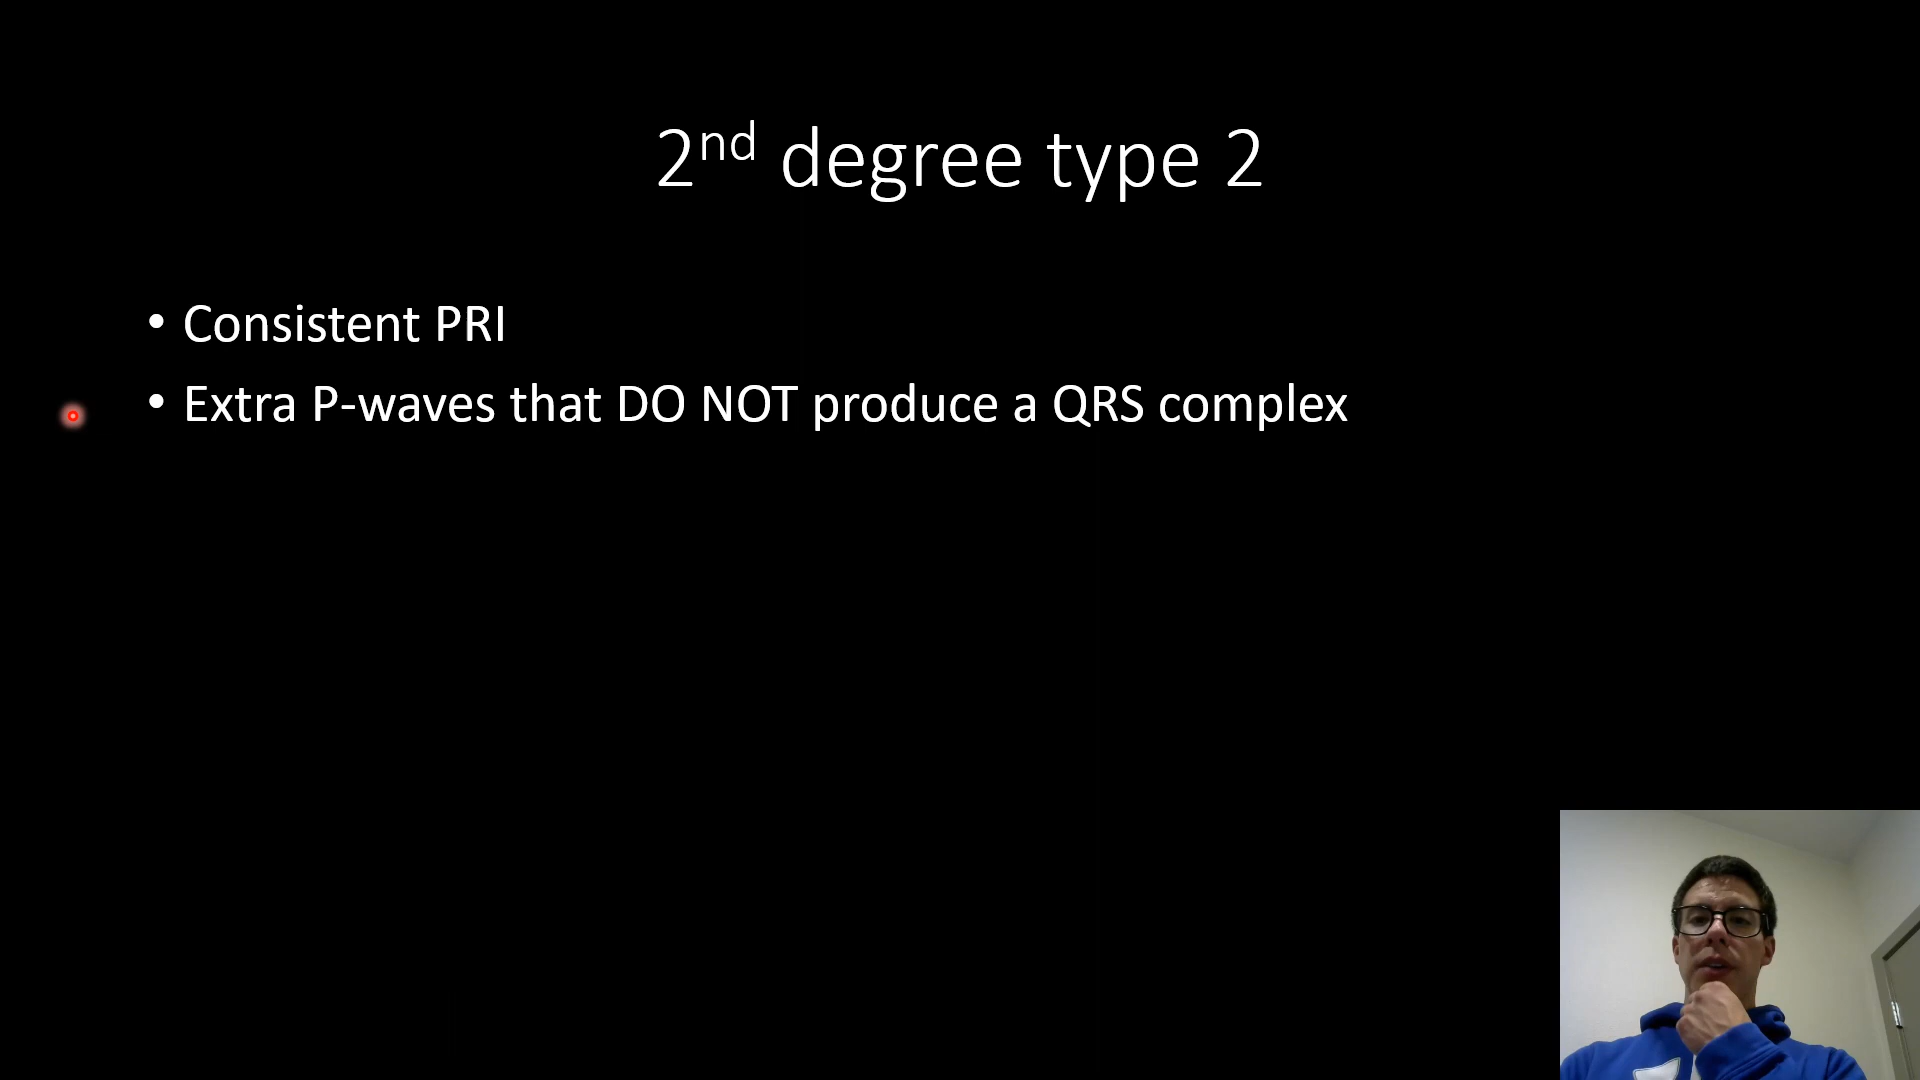 2nd degree type 2
• Consistent PRI
• Extra P-waves that DO NOT produce a QRS complex